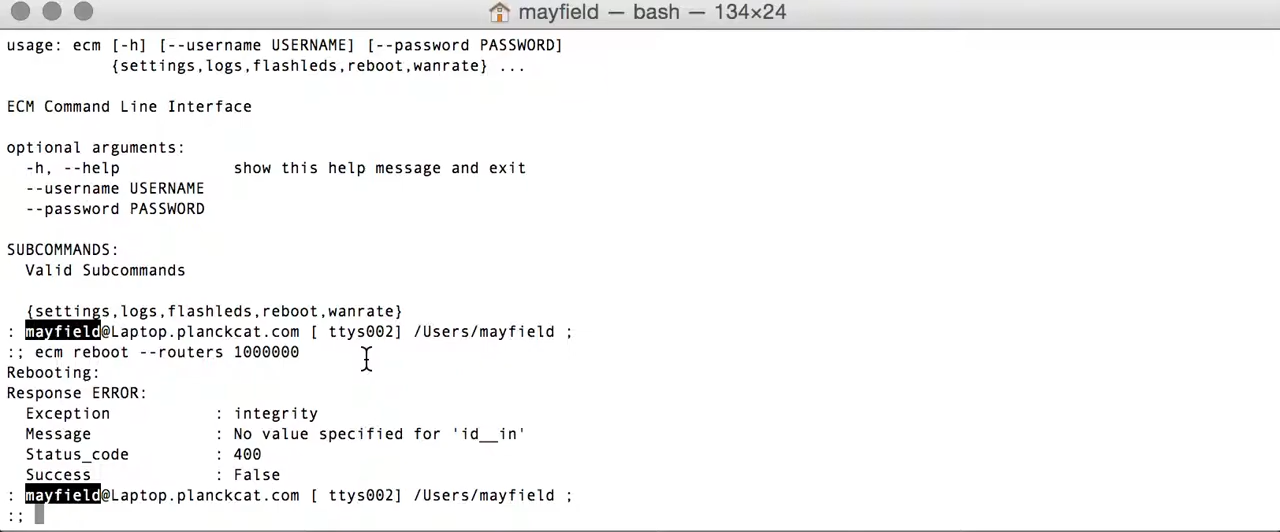 mayfield — bash — 134×24
usage: ecm [-h] [--username USERNAME] [--password PASSWORD]
{settings,logs,flashleds,reboot,wanrate} ...
ECM Command Line Interface
optional arguments:
-h, --help            show this help message and exit
--username USERNAME
--password PASSWORD
SUBCOMMANDS:
Valid Subcommands
{settings,logs,flashleds,reboot,wanrate}
: mayfield@Laptop.planckcat.com [ ttys002] /Users/mayfield ;
:; ecm reboot --routers 1000000
Rebooting:
Response ERROR:
Exception           : integrity
Message             : No value specified for 'id__in'
Status_code         : 400
Success             : False
: mayfield@Laptop.planckcat.com [ ttys002] /Users/mayfield ;
:;